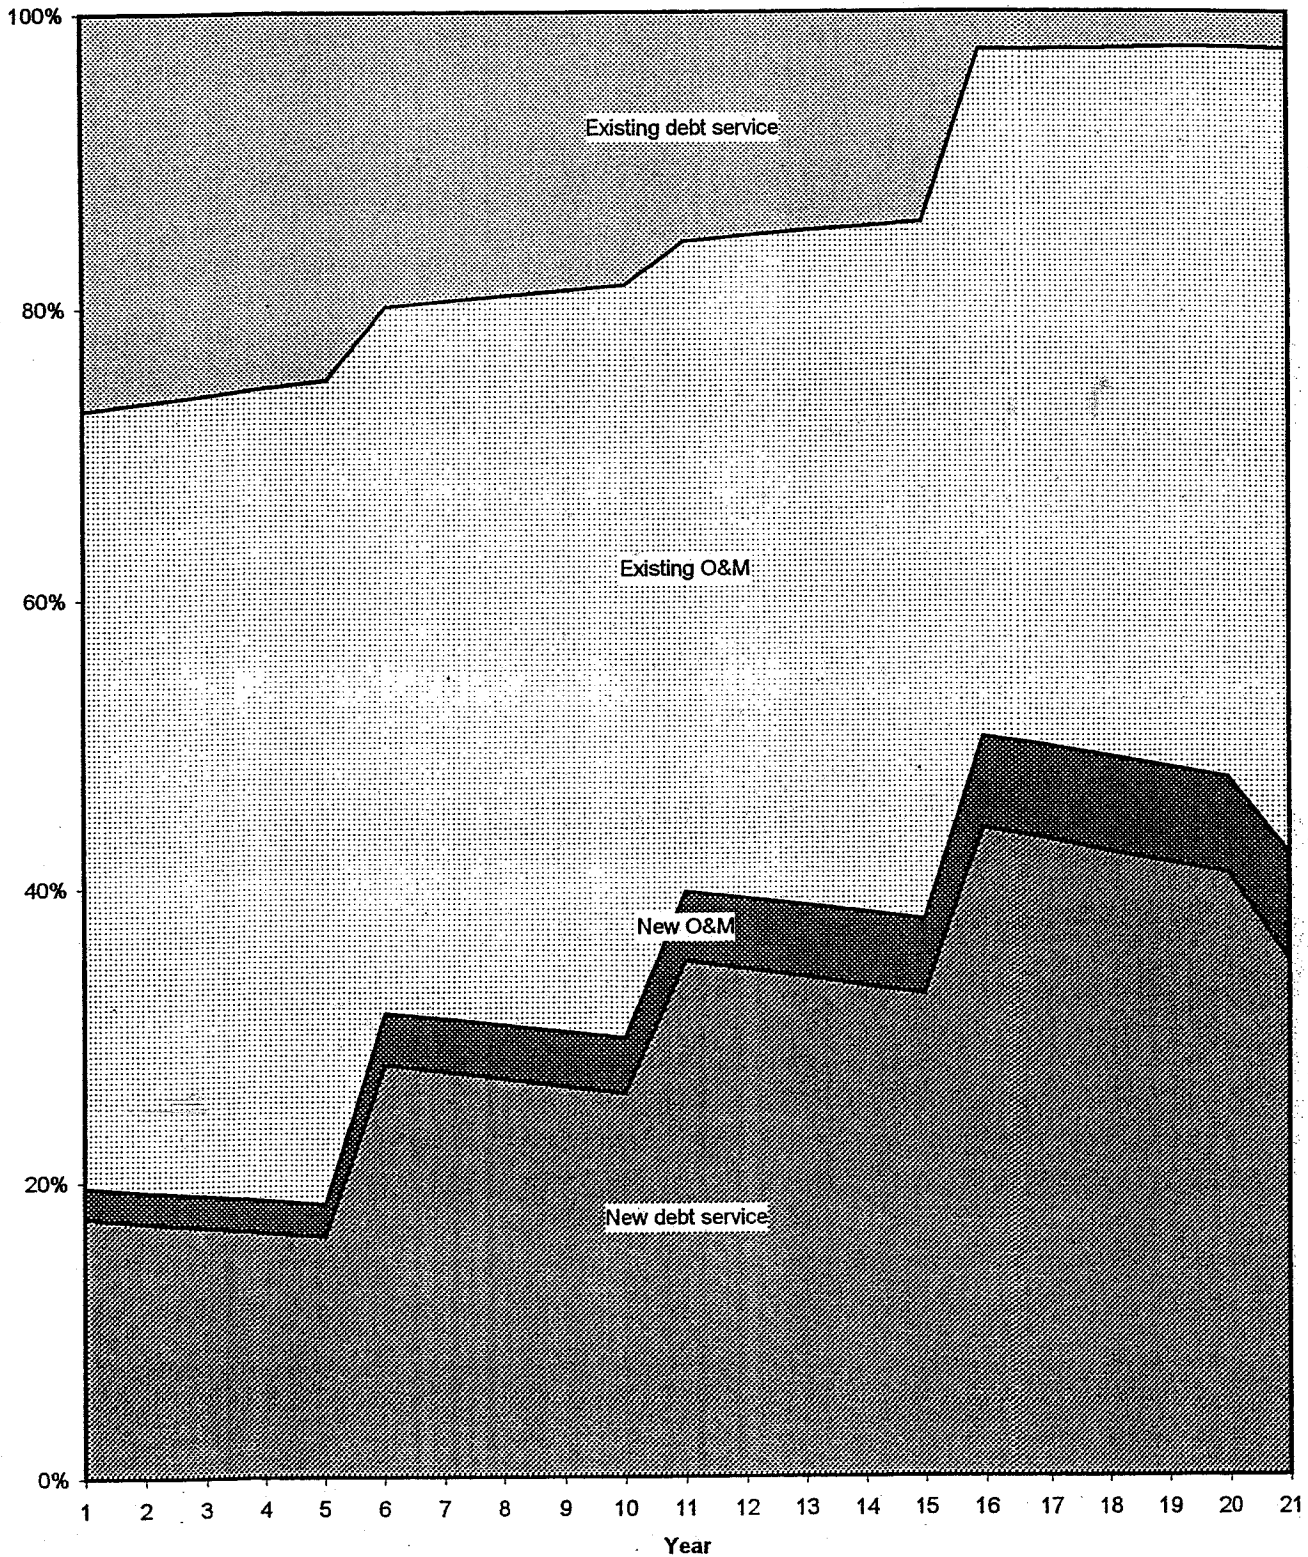 100%
Existing debt service
80%
Existing O&M
60%
40%
New O&M
20%
New debt service
0%
1 2 3 4 5 6 7 8 9 10 11 12 13 14 15 16 17 18 19 20 21
Year